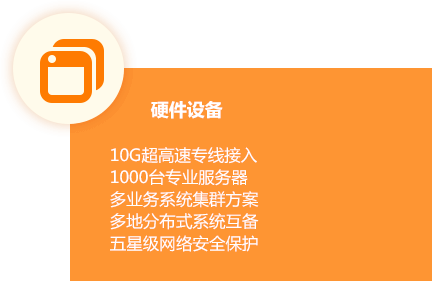 硬件设备
10G超高速专线接入
1000台专业服务器
多业务系统集群方案
多地分布式系统互备
五星级网络安全保护